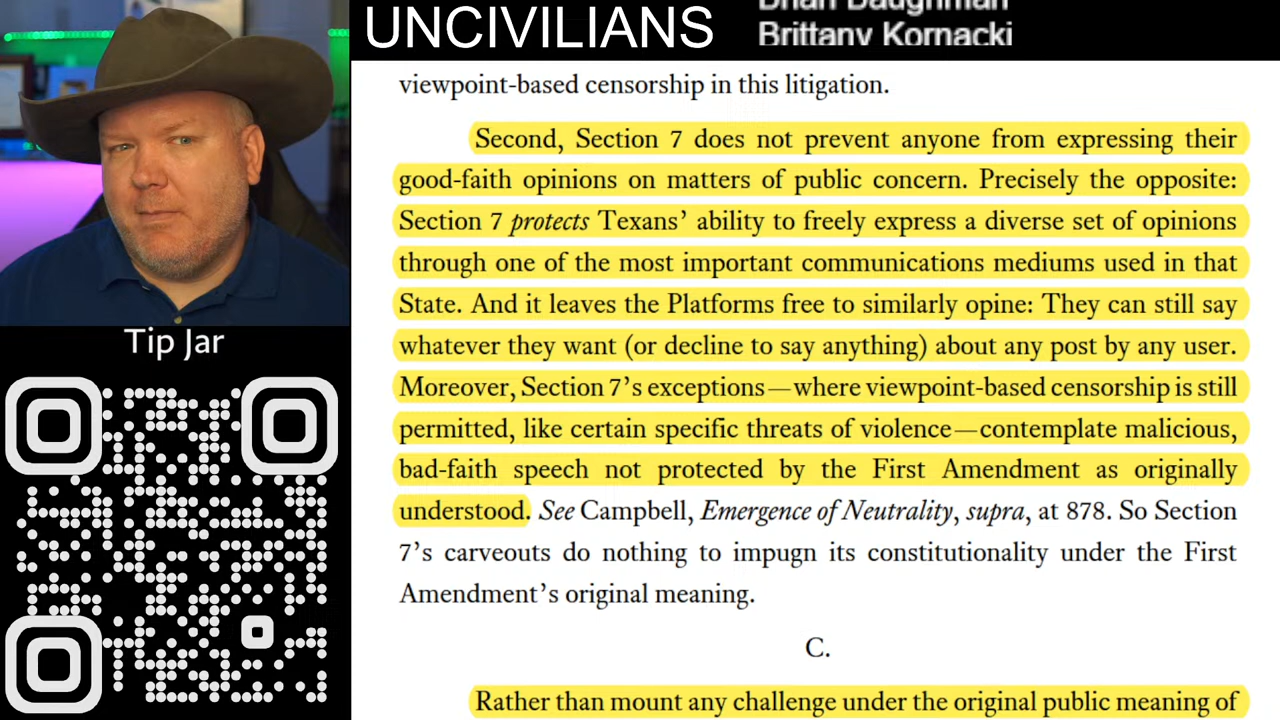 UNCIVILIANS
Brian Baughman
Brittany Kornacki
viewpoint-based censorship in this litigation.
Second, Section 7 does not prevent anyone from expressing their
good-faith opinions on matters of public concern. Precisely the opposite:
Section 7 protects Texans’ ability to freely express a diverse set of opinions
through one of the most important communications mediums used in that
State. And it leaves the Platforms free to similarly opine: They can still say
whatever they want (or decline to say anything) about any post by any user.
Moreover, Section 7’s exceptions—where viewpoint-based censorship is still
permitted, like certain specific threats of violence—contemplate malicious,
bad-faith speech not protected by the First Amendment as originally
understood. See Campbell, Emergence of Neutrality, supra, at 878. So Section
7’s carveouts do nothing to impugn its constitutionality under the First
Amendment’s original meaning.
C.
Rather than mount any challenge under the original public meaning of
Tip Jar